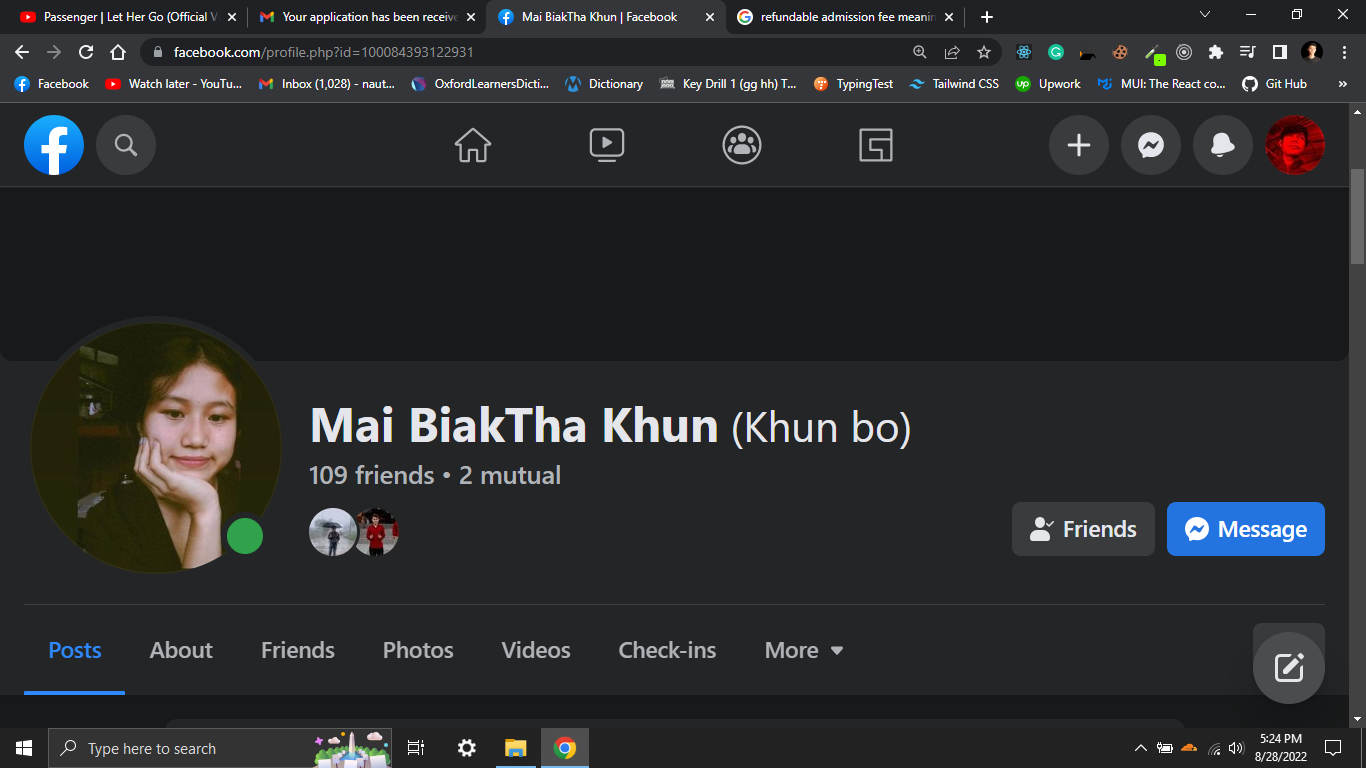 Passenger | Let Her Go (Official V
Your application has been receive
Mai BiakTha Khun | Facebook
refundable admission fee meanin
facebook.com/profile.php?id=100084393122931
Facebook
Watch later - YouTu...
Inbox (1,028) - naut...
OxfordLearnersDicti...
Dictionary
Key Drill 1 (gg hh) T...
TypingTest
Tailwind CSS
Upwork
MUI: The React co...
Git Hub
Mai BiakTha Khun (Khun bo)
109 friends • 2 mutual
Friends
Message
Posts
About
Friends
Photos
Videos
Check-ins
More
Type here to search
5:24 PM
8/28/2022